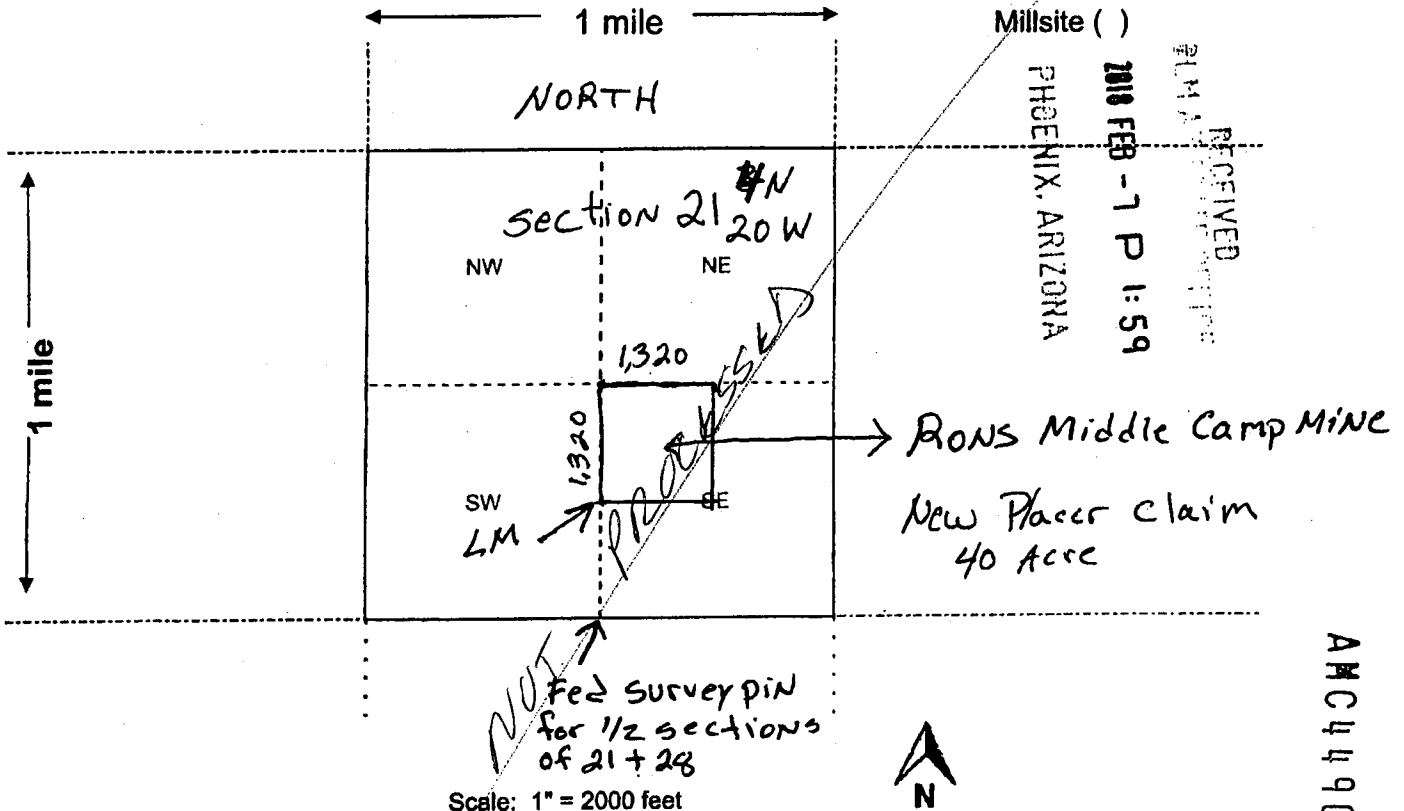 1 mile
Millsite ( )
NORTH
RECEIVED
2018 FEB -7 P 1:59
PHOENIX, ARIZONA
Section 21 4N
20 W
NW
NE
1 mile
1,320
1,320
SW
SE
LM
Rons Middle Camp Mine
New Placer Claim
40 Acre
NOT PROCESSED
Fed Survey pin
for 1/2 sections
of 21 + 28
Scale: 1" = 2000 feet
N